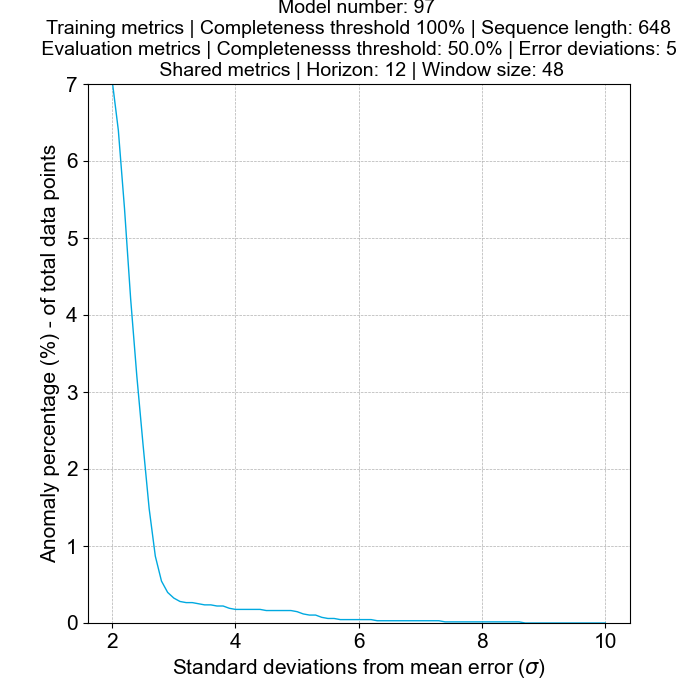 Model number: 97
Training metrics | Completeness threshold 100% | Sequence length: 648
Evaluation metrics | Completenesss threshold: 50.0% | Error deviations: 5
Shared metrics | Horizon: 12 | Window size: 48
7
6
5
4
3
2
1
0
Anomaly percentage (%) - of total data points
2 4 6 8 10
Standard deviations from mean error (σ)